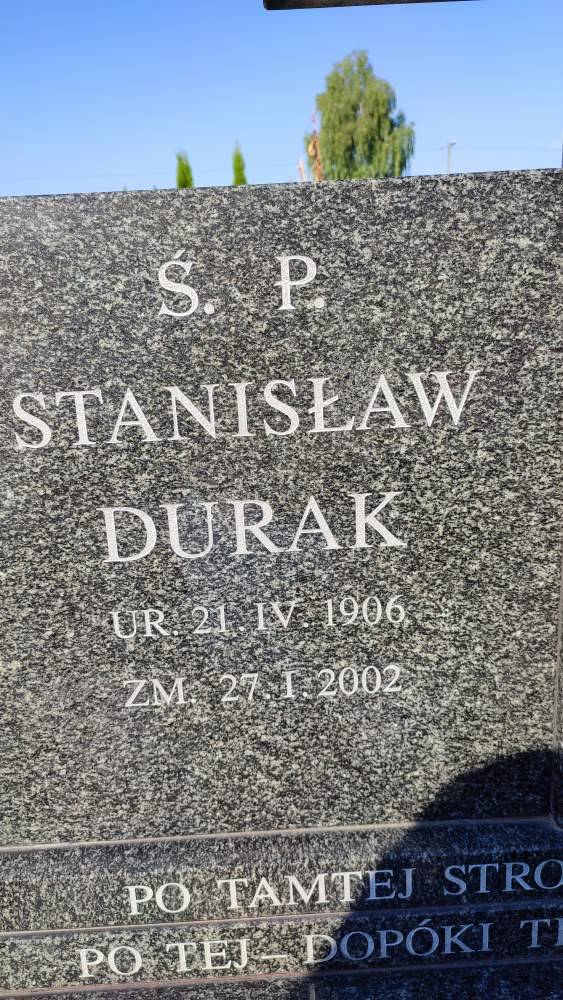 Ś. P.
STANISŁAW
DURAK
UR. 21. IV. 1906
ZM. 27. I. 2002
PO TAMTEJ
PO TEJ – DOPÓKI